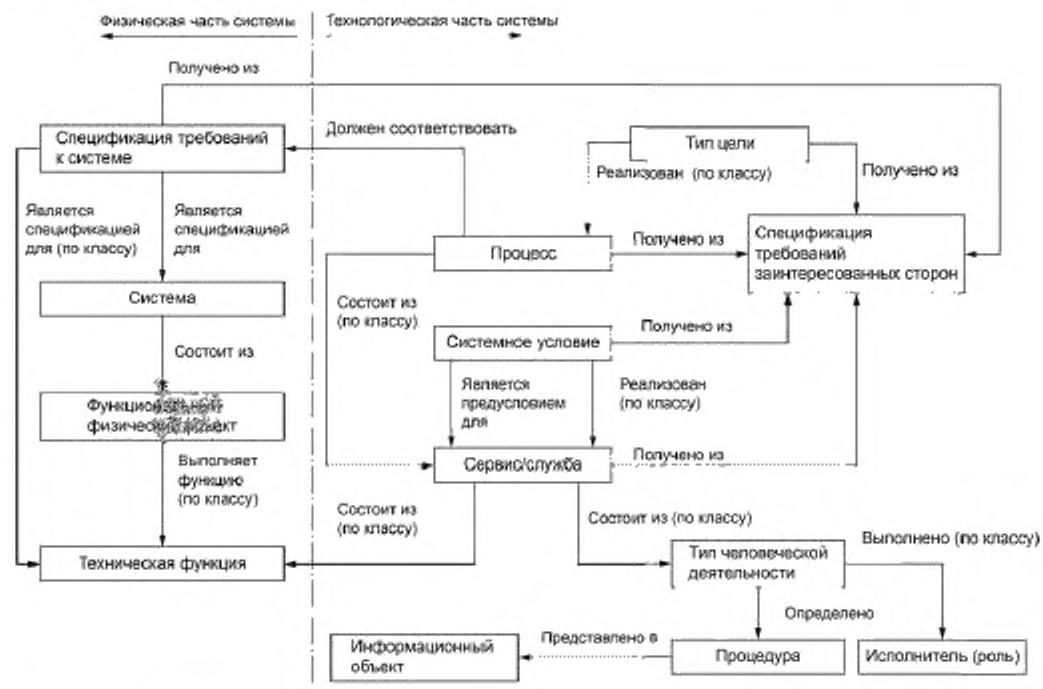 Физическая часть системы
Технологическая часть системы
Получено из
Спецификация требований
к системе
Должен соответствовать
Тип цели
Реализован (по классу)
Получено из
Является
спецификацией
для (по классу)
Является
спецификацией
для
Процесс
Получено из
Спецификация
требований
заинтересованных сторон
Система
Состоит из
(по классу)
Системное условие
Получено из
Состоит из
Является
предусловием
для
Реализован
(по классу)
физический
Выполняет
функцию
(по классу)
Сервис/служба
Получено из
Состоит из
(по классу)
Состоит из (по классу)
Техническая функция
Тип человеческой
деятельности
Выполнено (по классу)
Определено
Информационный
объект
Представлено в
Процедура
Исполнитель (роль)